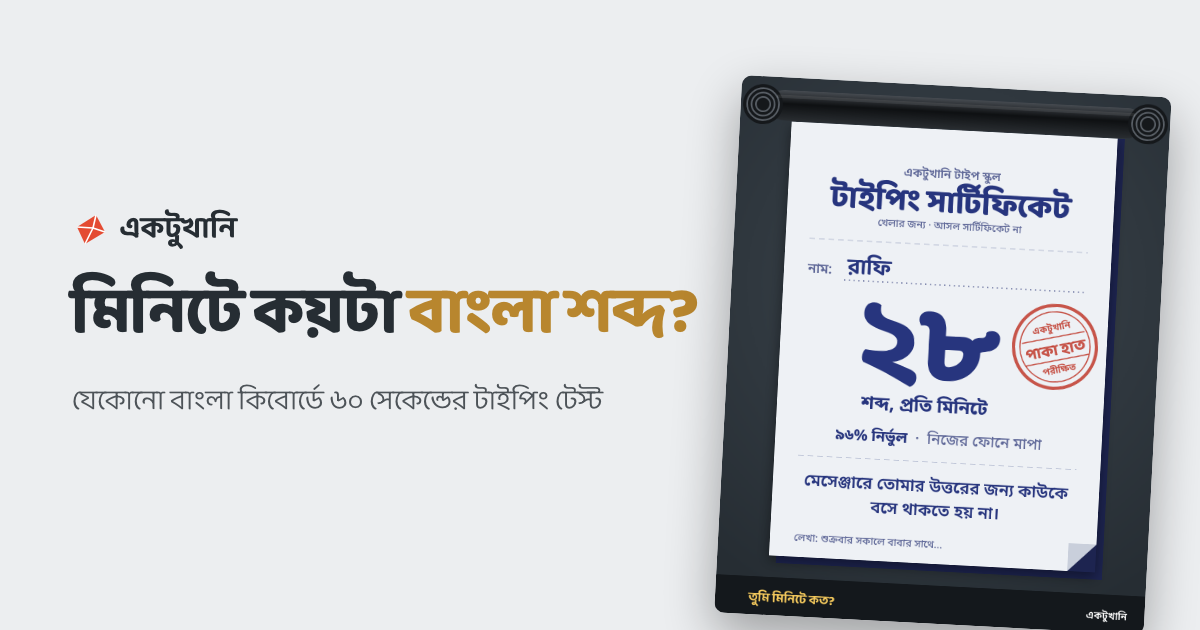 একটুখানি
মিনিটে কয়টা বাংলা শব্দ?
যেকোনো বাংলা কিবোর্ডে ৬০ সেকেন্ডের টাইপিং টেস্ট
একটুখানি টাইপ স্কুল
টাইপিং সার্টিফিকেট
খেলার জন্য · আসল সার্টিফিকেট না
নাম: রাফি
২৮
একটুখানি
পাকা হাত
পরীক্ষিত
শব্দ, প্রতি মিনিটে
৯৬% নির্ভুল · নিজের ফোনে মাপা
মেসেঞ্জারে তোমার উত্তরের জন্য কাউকে
বসে থাকতে হয় না।
লেখা: শুক্রবার সকালে বাবার সাথে...
তুমি মিনিটে কত?
একটুখানি